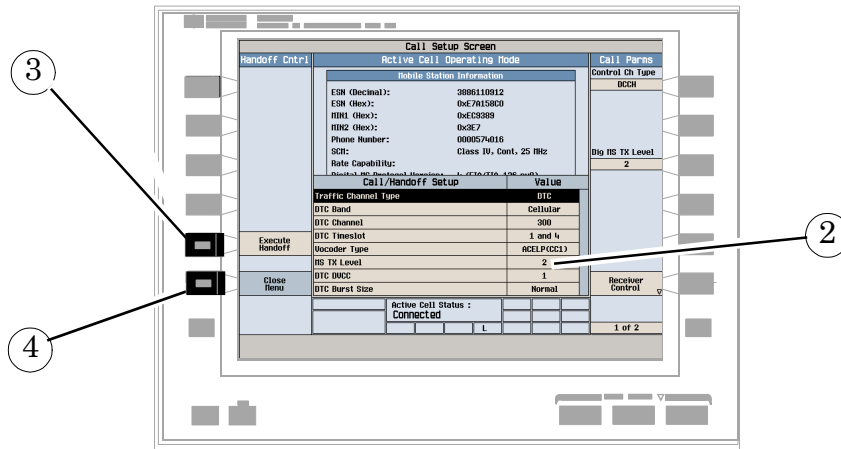 Call Setup Screen
Handoff Cntrl
Active Cell Operating Mode
Call Parms
Mobile Station Information
Control Ch Type
DCCH
ESN (Decimal): 3886110912
ESN (Hex): 0xE7A158C0
MIN1 (Hex): 0xEC9389
MIN2 (Hex): 0x3E7
Phone Number: 0000574016
SCM: Class IV, Cont, 25 MHz
Rate Capability:
Dig MS TX Level
2
Call/Handoff Setup Value
Traffic Channel Type DTC
DTC Band Cellular
DTC Channel 300
DTC Timeslot 1 and 4
Vocoder Type ACELP(CC1)
MS TX Level 2
DTC DVCC 1
DTC Burst Size Normal
Execute
Handoff
Close
Menu
Receiver
Control
Active Cell Status :
Connected
L
1 of 2
3
2
4